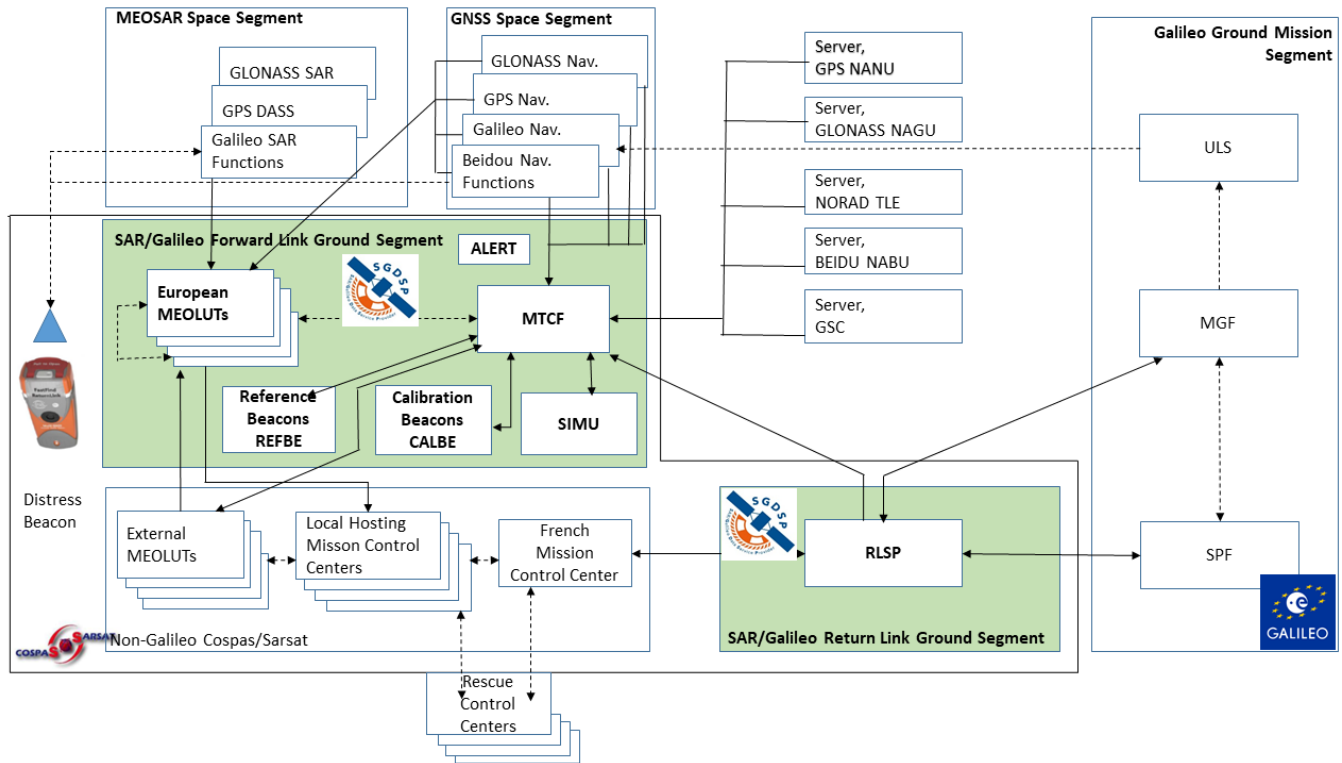 MEOSAR Space Segment
GLONASS SAR
GPS DASS
Galileo SAR
Functions
GNSS Space Segment
GLONASS Nav.
GPS Nav.
Galileo Nav.
Beidou Nav.
Functions
Server,
GPS NANU
Server,
GLONASS NAGU
Server,
NORAD TLE
Server,
BEIDU NABU
Server,
GSC
Galileo Ground Mission
Segment
ULS
MGF
SPF
GALILEO
SAR/Galileo Forward Link Ground Segment
ALERT
European
MEOLUTs
SGDSP
MTCF
Reference
Beacons
REFBE
Calibration
Beacons
CALBE
SIMU
Distress
Beacon
External
MEOLUTs
Local Hosting
Misson Control
Centers
French
Mission
Control Center
Non-Galileo Cospas/Sarsat
COSPAS
SARSAT
SGDSP
RLSP
SAR/Galileo Return Link Ground Segment
Rescue
Control
Centers